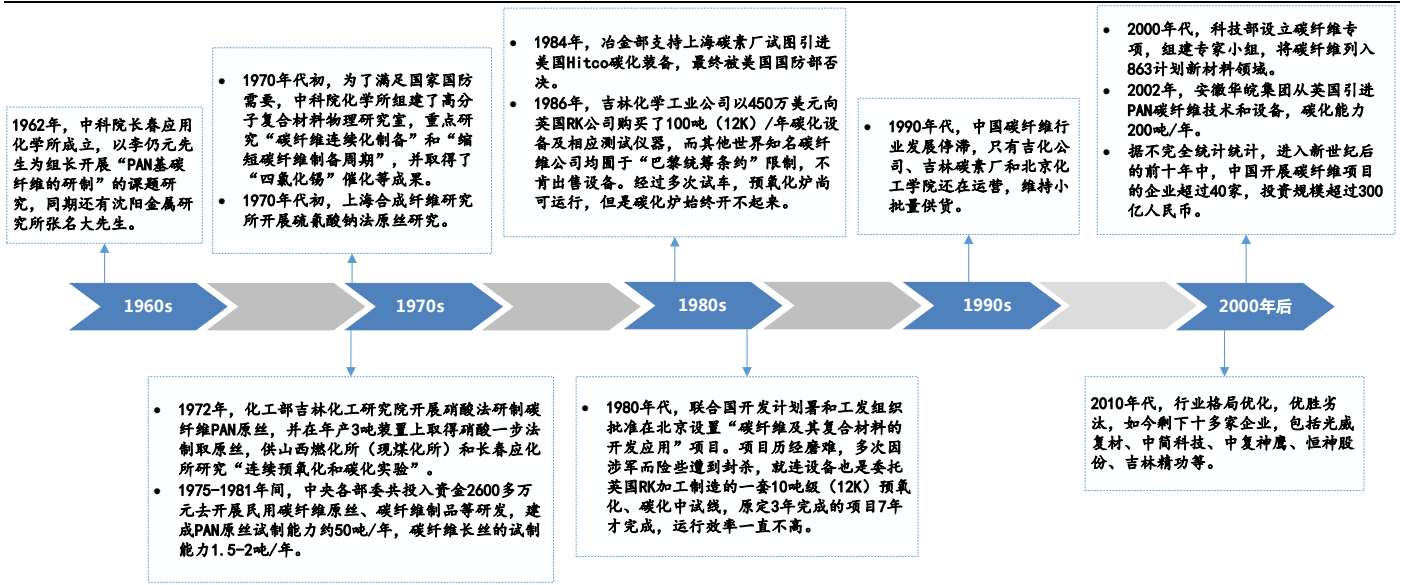 1962年，中科院长春应用
化学所成立，以李仍元先
生为组长开展“PAN基碳
纤维的研制”的课题研
究，同期还有沈阳金属研
究所张名大先生。
• 1970年代初，为了满足国家国防
需要，中科院化学所组建了高分
子复合材料物理研究室，重点研
究“碳纤维连续化制备”和“缩
短碳纤维制备周期”，并取得了
“四氯化锡”催化等成果。
• 1970年代初，上海合成纤维研究
所开展硫氰酸钠法原丝研究。
• 1984年，冶金部支持上海碳素厂试图引进
美国Hitco碳化装备，最终被美国国防部否
决。
• 1986年，吉林化学工业公司以450万美元向
英国RK公司购买了100吨（12K）/年碳化设
备及相应测试仪器，而其他世界知名碳纤
维公司均囿于“巴黎统筹条约”限制，不
肯出售设备。经过多次试车，预氧化炉尚
可运行，但是碳化炉始终开不起来。
• 1990年代，中国碳纤维行
业发展停滞，只有吉化公
司、吉林碳素厂和北京化
工学院还在运营，维持小
批量供货。
• 2000年代，科技部设立碳纤维专
项，组建专家小组，将碳纤维列入
863计划新材料领域。
• 2002年，安徽华皖集团从英国引进
PAN碳纤维技术和设备，碳化能力
200吨/年。
• 据不完全统计统计，进入新世纪后
的前十年中，中国开展碳纤维项目
的企业超过40家，投资规模超过300
亿人民币。
1960s
1970s
1980s
1990s
2000年后
• 1972年，化工部吉林化工研究院开展硝酸法研制碳
纤维PAN原丝，并在年产3吨装置上取得硝酸一步法
制取原丝，供山西燃化所（现煤化所）和长春应化
所研究“连续预氧化和碳化实验”。
• 1975-1981年间，中央各部委共投入资金2600多万
元去开展民用碳纤维原丝、碳纤维制品等研发，建
成PAN原丝试制能力约50吨/年，碳纤维长丝的试制
能力1.5-2吨/年。
• 1980年代，联合国开发计划署和工发组织
批准在北京设置“碳纤维及其复合材料的
开发应用”项目。项目历经磨难，多次因
涉军而险些遭到封杀，就连设备也是委托
英国RK加工制造的一套10吨级（12K）预氧
化、碳化中试线，原定3年完成的项目7年
才完成，运行效率一直不高。
2010年代，行业格局优化，优胜劣
汰，如今剩下十多家企业，包括光威
复材、中简科技、中复神鹰、恒神股
份、吉林精功等。